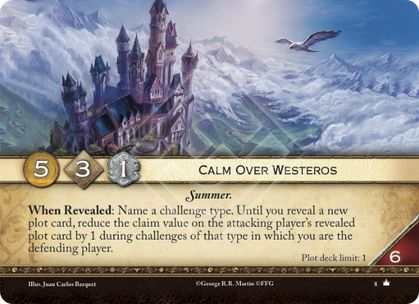 5 3 1 CALM OVER WESTEROS
Summer.
When Revealed: Name a challenge type. Until you reveal a new
plot card, reduce the claim value on the attacking player's revealed
plot card by 1 during challenges of that type in which you are the
defending player.
Plot deck limit: 1
6
Illus. Juan Carlos Barquet ©George R.R. Martin ©FFG 8